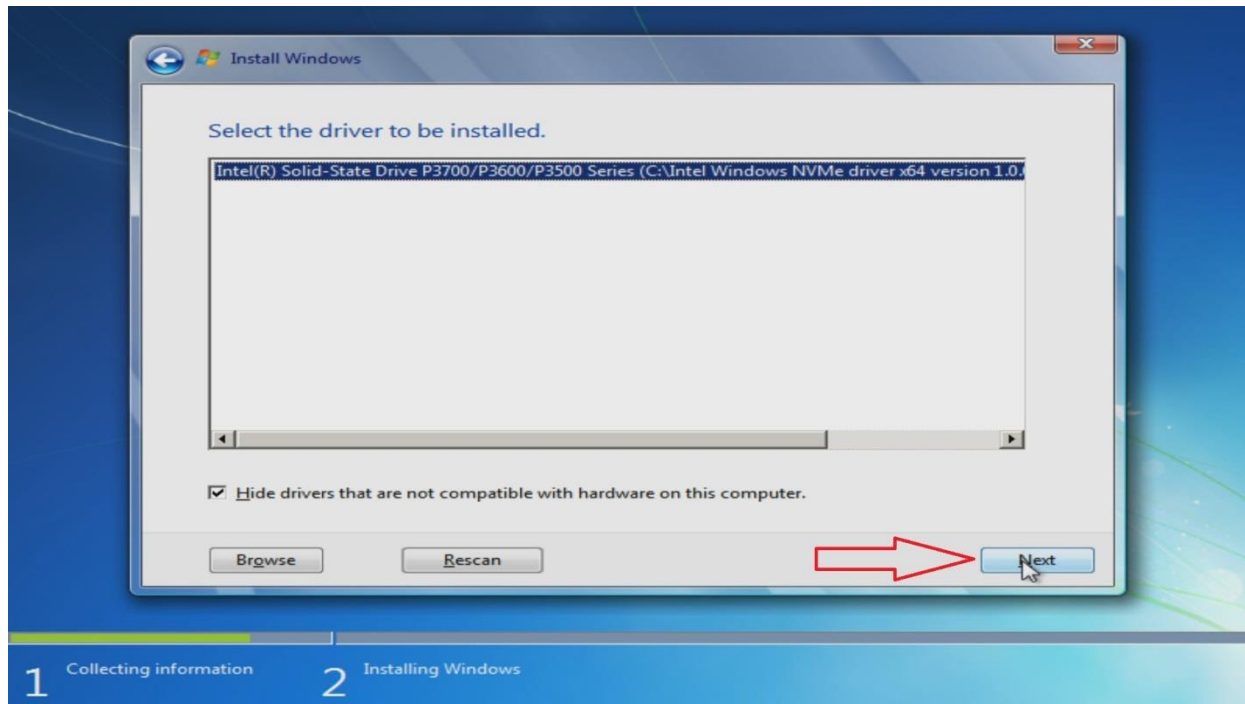 Install Windows
Select the driver to be installed.
Intel(R) Solid-State Drive P3700/P3600/P3500 Series (C:\Intel Windows NVMe driver x64 version 1.0.
Hide drivers that are not compatible with hardware on this computer.
Browse Rescan Next
1 Collecting information 2 Installing Windows